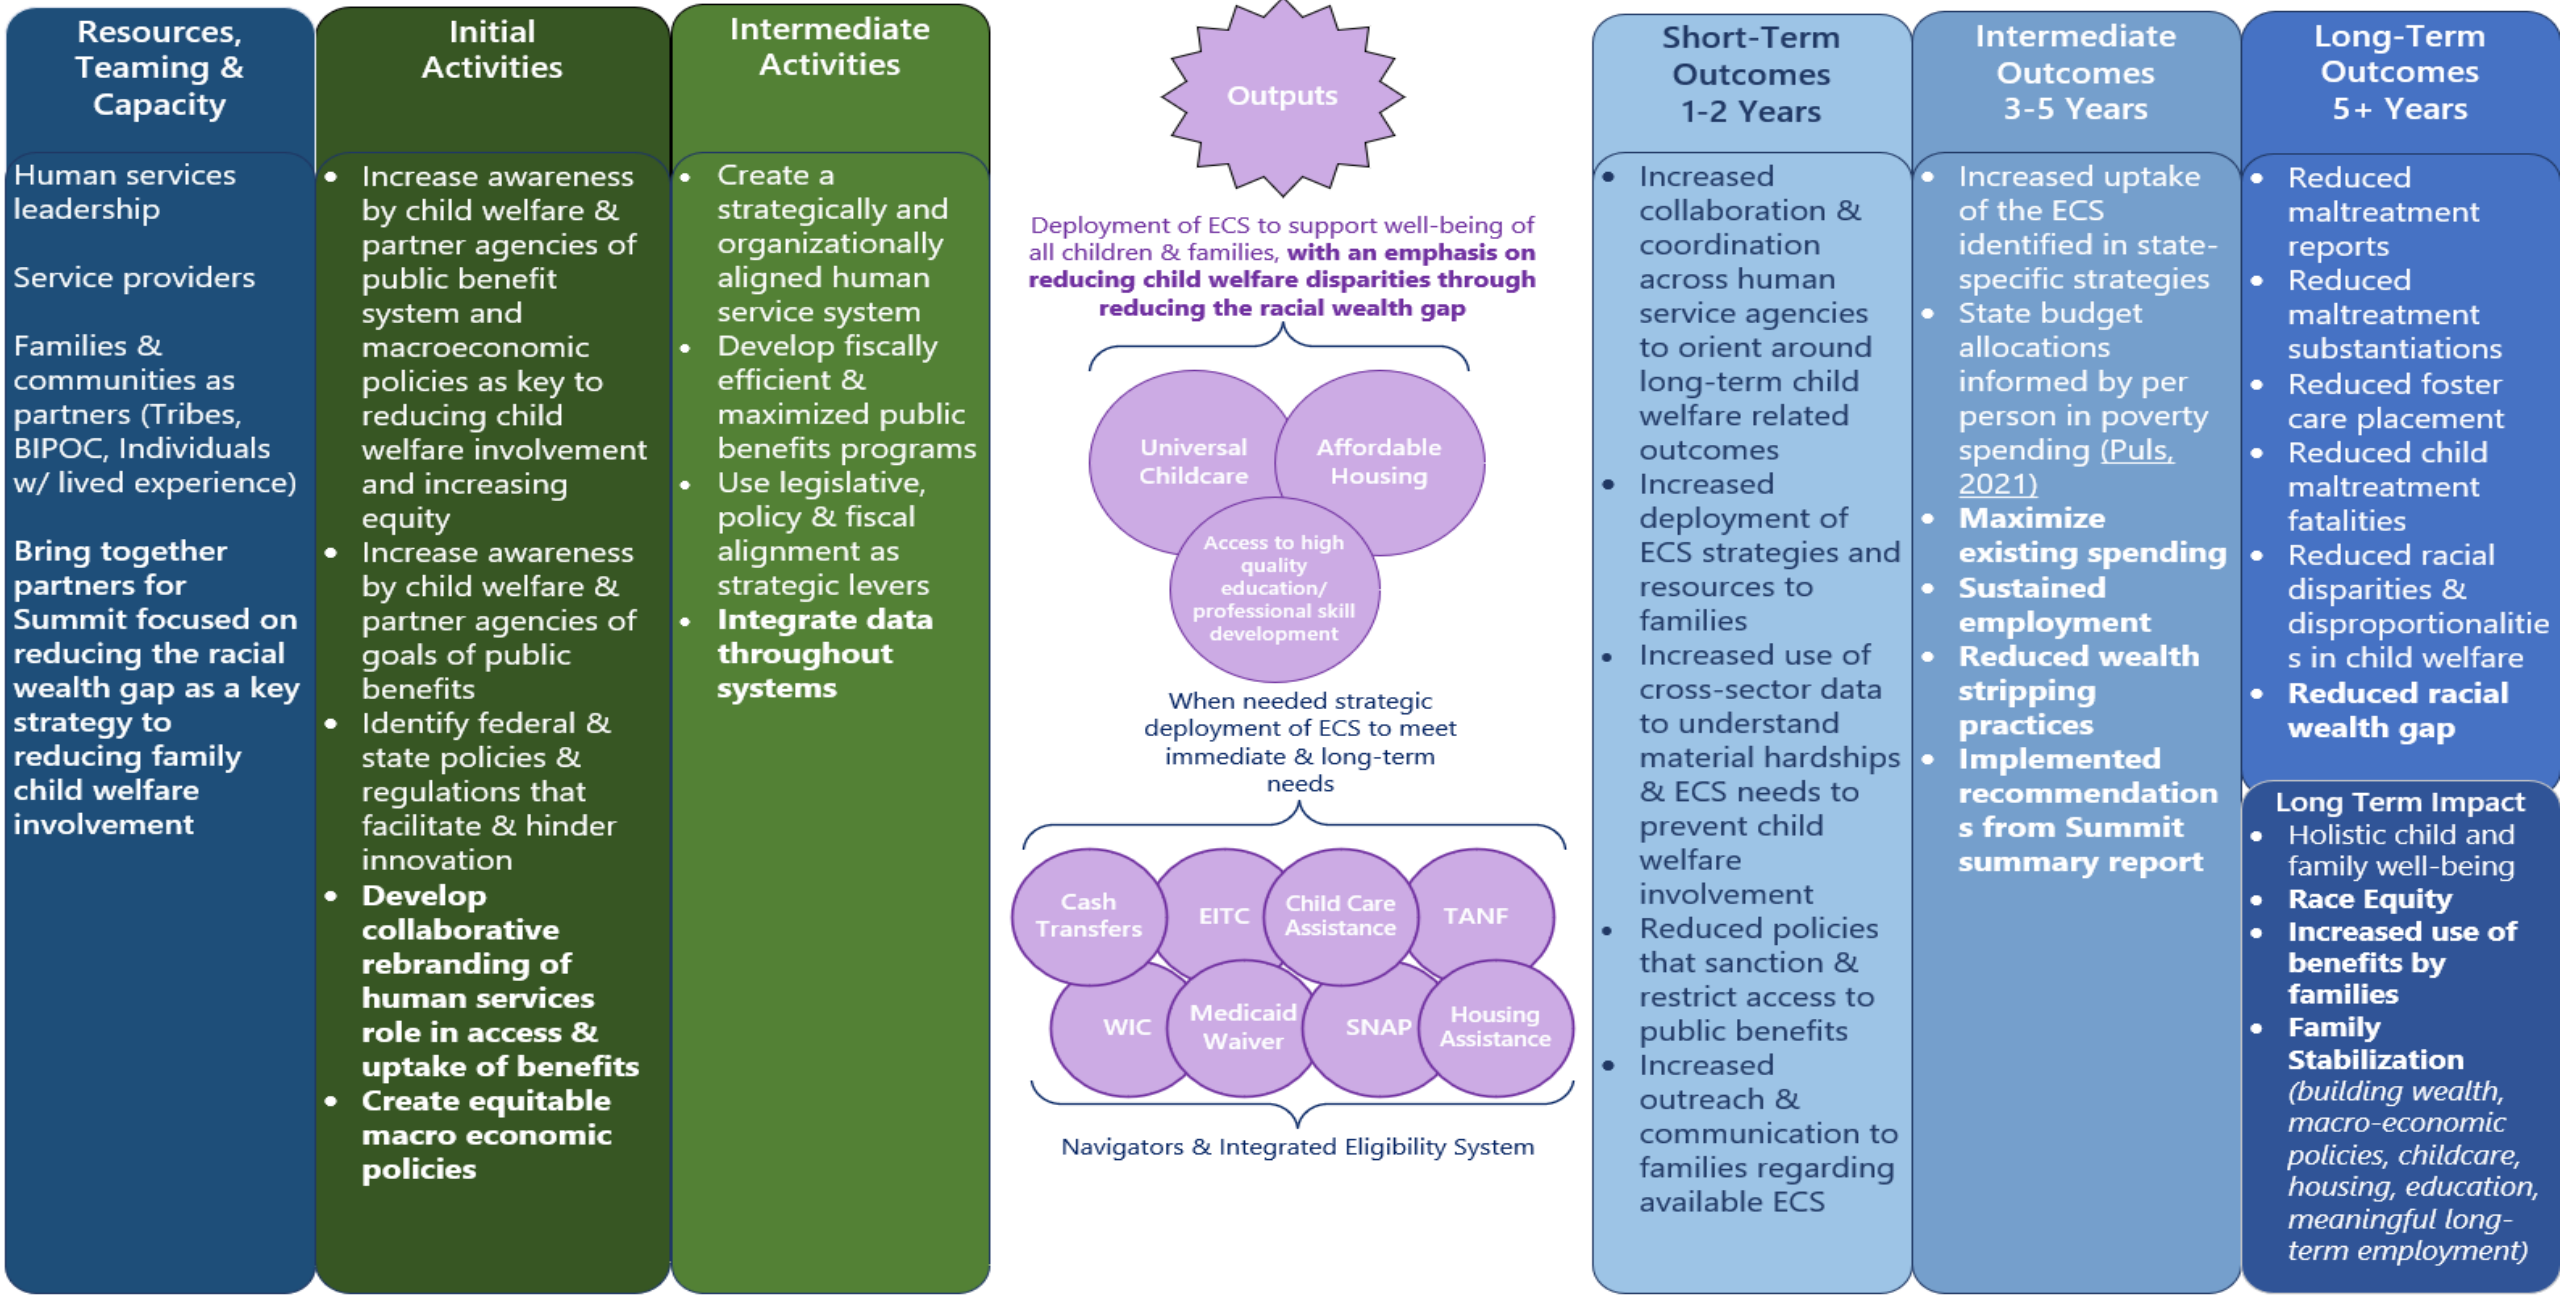 Resources,
Teaming &
Capacity
Human services
leadership
Service providers
Families &
communities as
partners (Tribes,
BIPOC, Individuals
w/ lived experience)
Bring together
partners for
Summit focused on
reducing the racial
wealth gap as a key
strategy to
reducing family
child welfare
involvement
Initial
Activities
• Increase awareness
by child welfare &
partner agencies of
public benefit
system and
macroeconomic
policies as key to
reducing child
welfare involvement
and increasing
equity
• Increase awareness
by child welfare &
partner agencies of
goals of public
benefits
• Identify federal &
state policies &
regulations that
facilitate & hinder
innovation
• Develop
collaborative
rebranding of
human services
role in access &
uptake of benefits
• Create equitable
macro economic
policies
Intermediate
Activities
• Create a
strategically and
organizationally
aligned human
service system
• Develop fiscally
efficient &
maximized public
benefits programs
• Use legislative,
policy & fiscal
alignment as
strategic levers
• Integrate data
throughout
systems
Outputs
Deployment of ECS to support well-being of
all children & families, with an emphasis on
reducing child welfare disparities through
reducing the racial wealth gap
Universal
Childcare
Affordable
Housing
Access to high
quality
education/
professional skill
development
When needed strategic
deployment of ECS to meet
immediate & long-term
needs
Cash
Transfers
EITC
Child Care
Assistance
TANF
WIC
Medicaid
Waiver
SNAP
Housing
Assistance
Navigators & Integrated Eligibility System
Short-Term
Outcomes
1-2 Years
• Increased
collaboration &
coordination
across human
service agencies
to orient around
long-term child
welfare related
outcomes
• Increased
deployment of
ECS strategies and
resources to
families
• Increased use of
cross-sector data
to understand
material hardships
& ECS needs to
prevent child
welfare
involvement
• Reduced policies
that sanction &
restrict access to
public benefits
• Increased
outreach &
communication to
families regarding
available ECS
Intermediate
Outcomes
3-5 Years
• Increased uptake
of the ECS
identified in state-
specific strategies
• State budget
allocations
informed by per
person in poverty
spending (Puls,
2021)
• Maximize
existing spending
• Sustained
employment
• Reduced wealth
stripping
practices
• Implemented
recommendation
s from Summit
summary report
Long-Term
Outcomes
5+ Years
• Reduced
maltreatment
reports
• Reduced
maltreatment
substantiations
• Reduced foster
care placement
• Reduced child
maltreatment
fatalities
• Reduced racial
disparities &
disproportionalitie
s in child welfare
• Reduced racial
wealth gap
Long Term Impact
• Holistic child and
family well-being
• Race Equity
• Increased use of
benefits by
families
• Family
Stabilization
(building wealth,
macro-economic
policies, childcare,
housing, education,
meaningful long-
term employment)